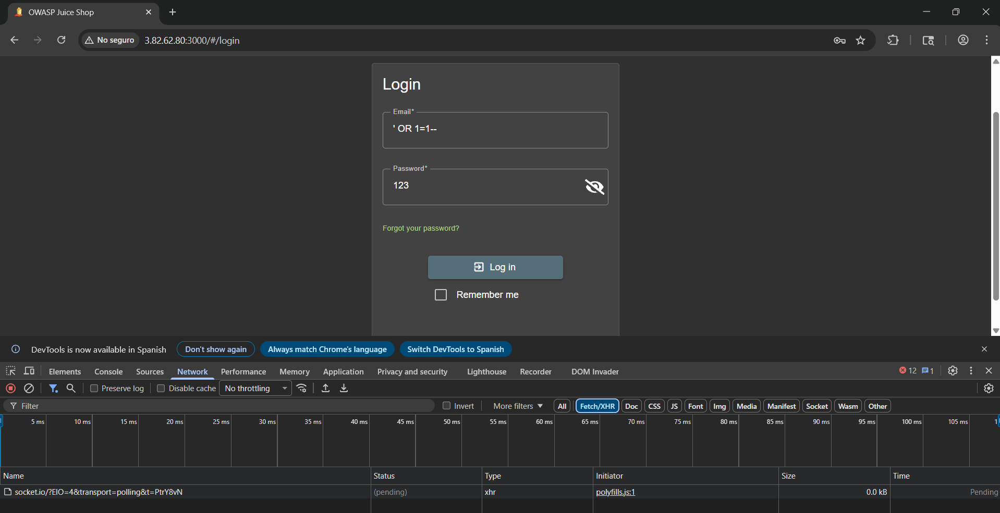 OWASP Juice Shop
No seguro 3.82.62.80:3000/#/login
Login
Email*
' OR 1=1--
Password*
123
Forgot your password?
Log in
Remember me
DevTools is now available in Spanish Don't show again Always match Chrome's language Switch DevTools to Spanish
Elements Console Sources Network Performance Memory Application Privacy and security Lighthouse Recorder DOM Invader 12 1
Preserve log Disable cache No throttling
Filter Invert More filters All Fetch/XHR Doc CSS JS Font Img Media Manifest Socket Wasm Other
5 ms 10 ms 15 ms 20 ms 25 ms 30 ms 35 ms 40 ms 45 ms 50 ms 55 ms 60 ms 65 ms 70 ms 75 ms 80 ms 85 ms 90 ms 95 ms 100 ms 105 ms
Name Status Type Initiator Size Time
socket.io/?EIO=4&transport=polling&t=PtrY8vN (pending) xhr polyfills.js:1 0.0 kB Pending